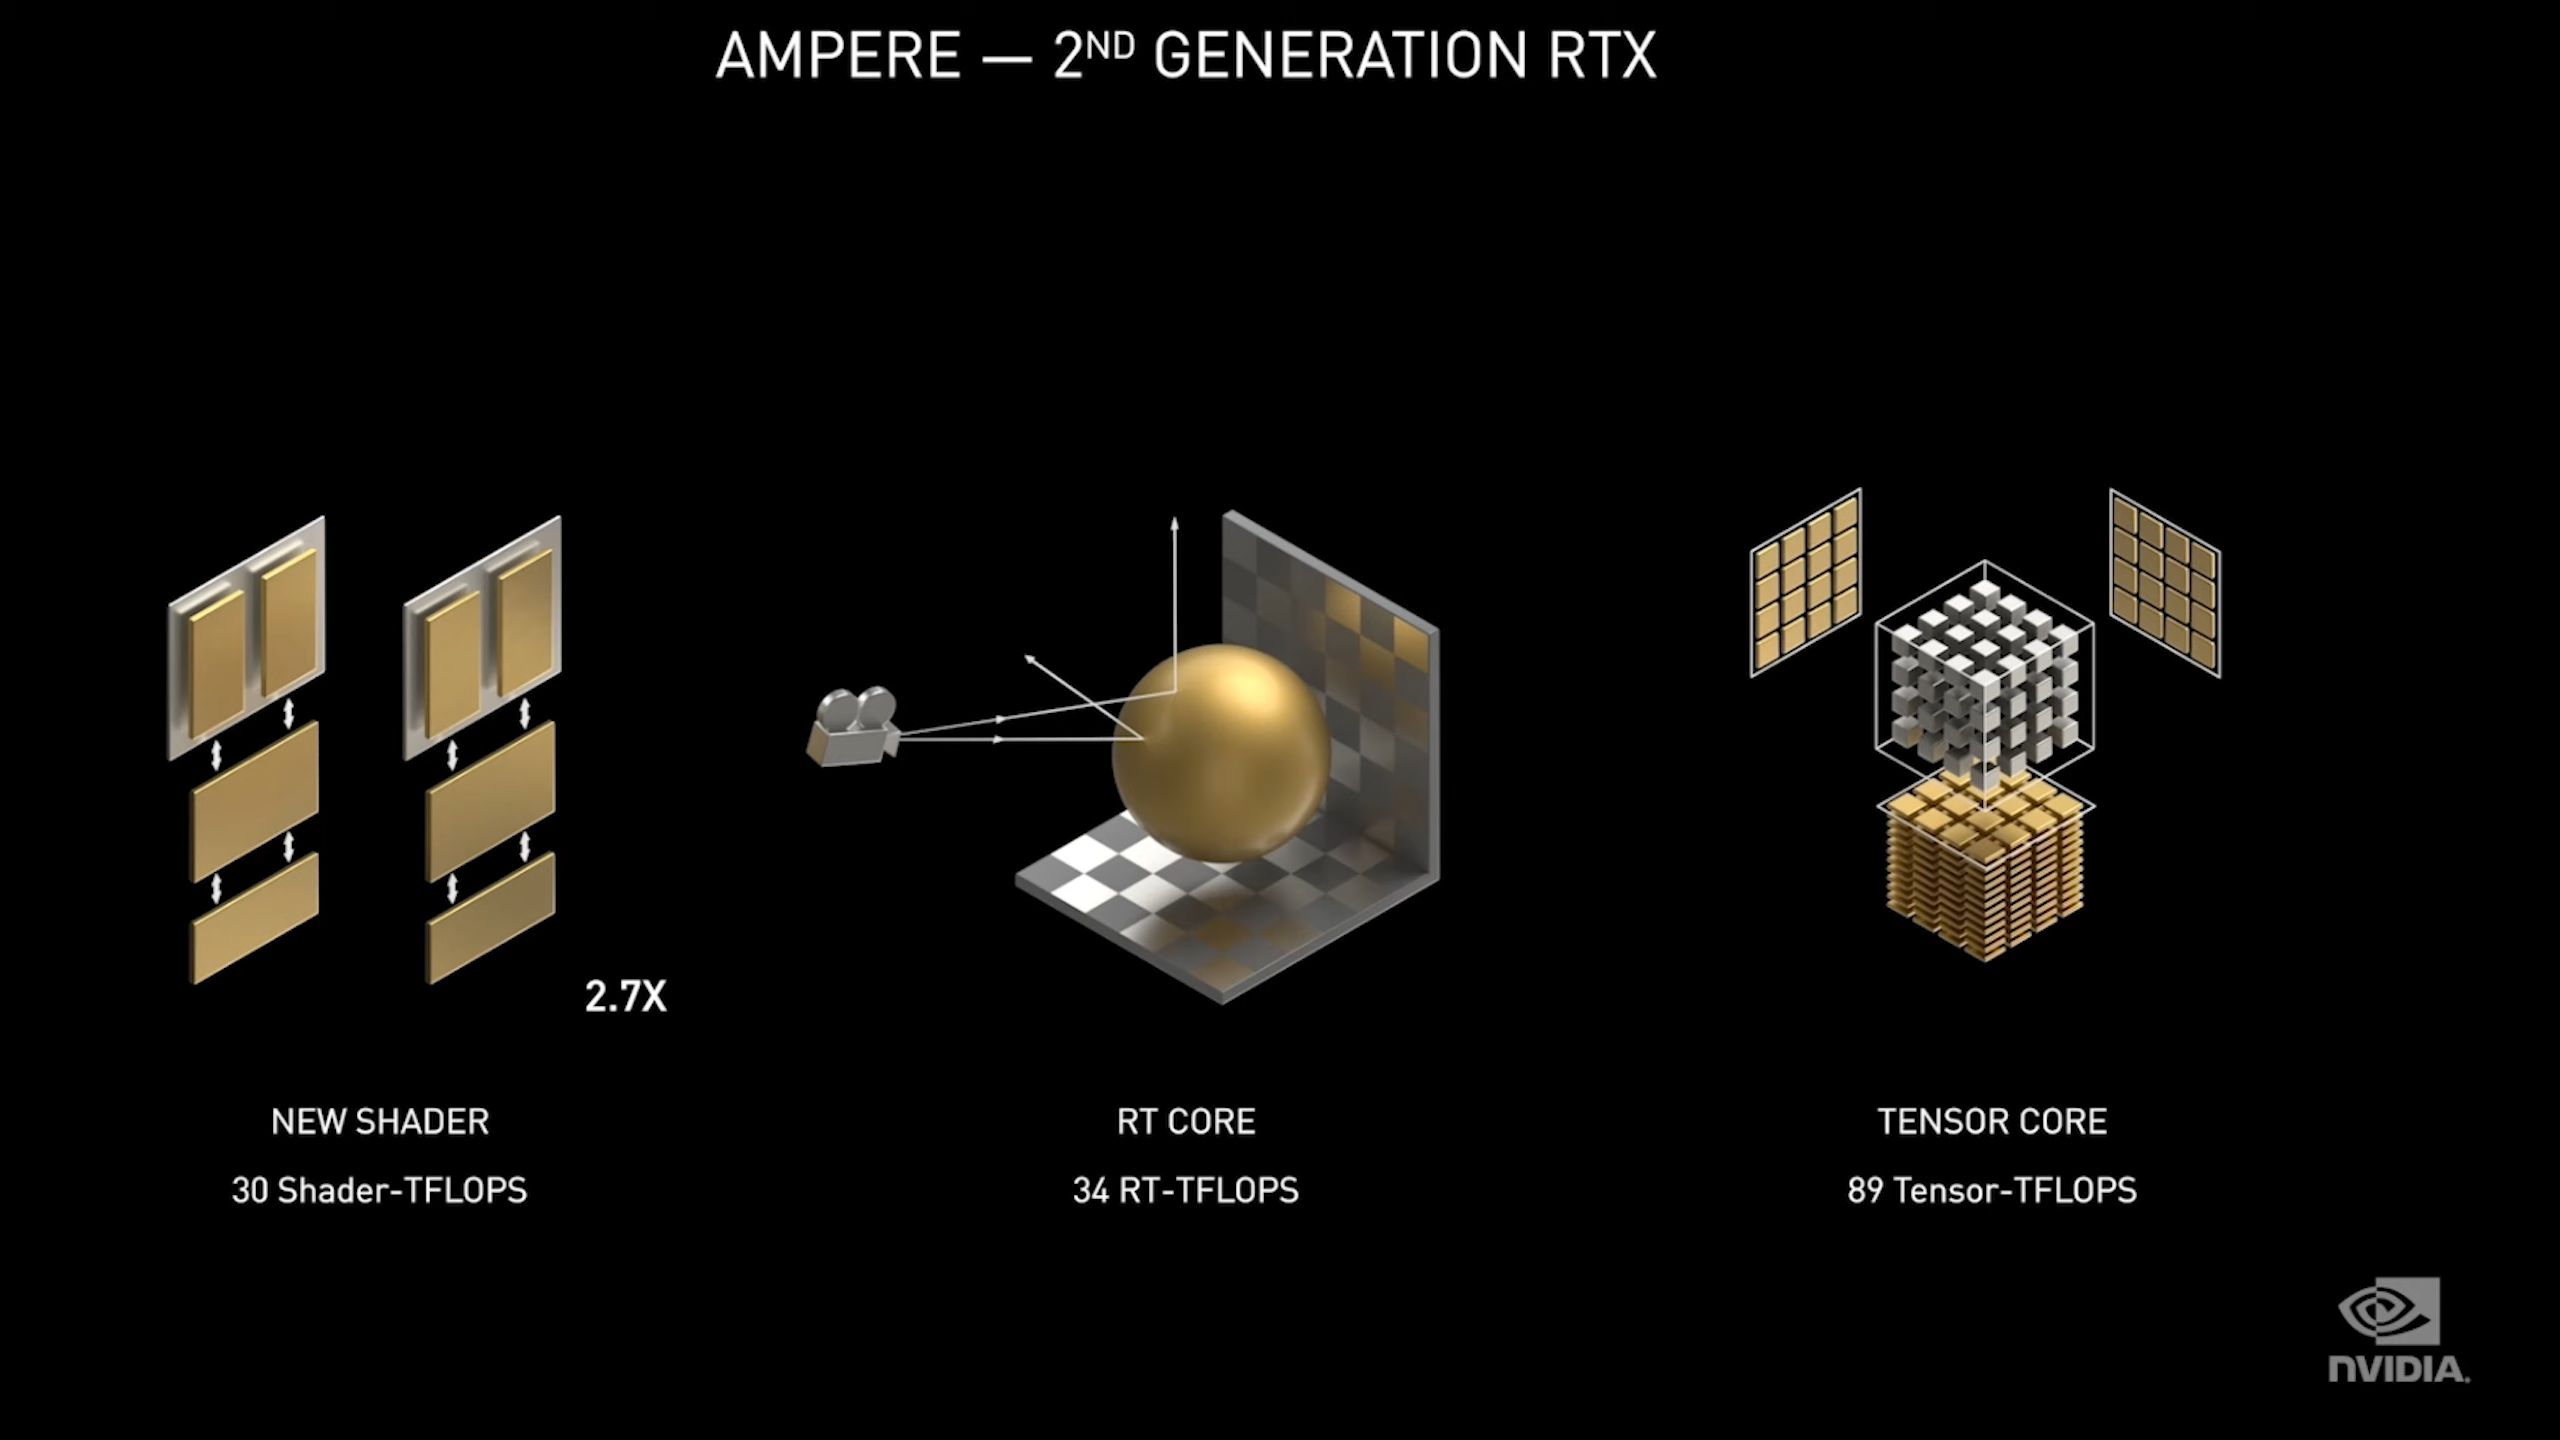 AMPERE — 2ND GENERATION RTX
2.7X
NEW SHADER
30 Shader-TFLOPS
RT CORE
34 RT-TFLOPS
TENSOR CORE
89 Tensor-TFLOPS
NVIDIA.